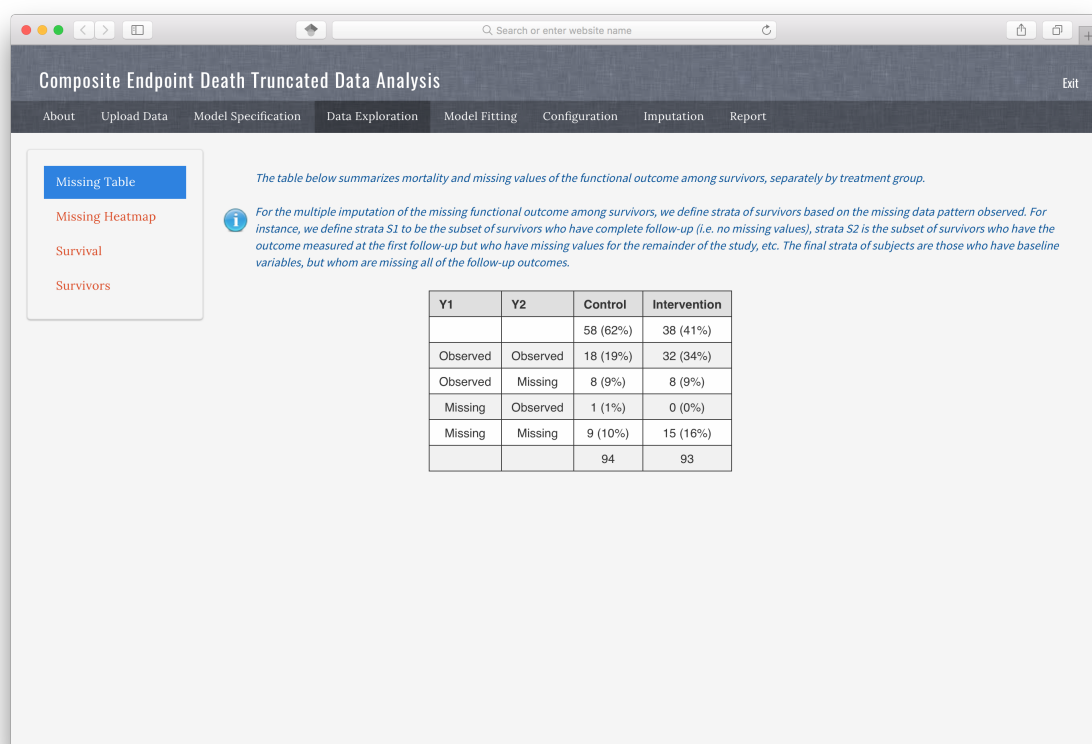 Search or enter website name
Composite Endpoint Death Truncated Data Analysis
Exit
About Upload Data Model Specification Data Exploration Model Fitting Configuration Imputation Report
Missing Table
Missing Heatmap
Survival
Survivors
The table below summarizes mortality and missing values of the functional outcome among survivors, separately by treatment group.
For the multiple imputation of the missing functional outcome among survivors, we define strata of survivors based on the missing data pattern observed. For
instance, we define strata S1 to be the subset of survivors who have complete follow-up (i.e. no missing values), strata S2 is the subset of survivors who have the
outcome measured at the first follow-up but who have missing values for the remainder of the study, etc. The final strata of subjects are those who have baseline
variables, but whom are missing all of the follow-up outcomes.
Y1 Y2 Control Intervention
58 (62%) 38 (41%)
Observed Observed 18 (19%) 32 (34%)
Observed Missing 8 (9%) 8 (9%)
Missing Observed 1 (1%) 0 (0%)
Missing Missing 9 (10%) 15 (16%)
94 93